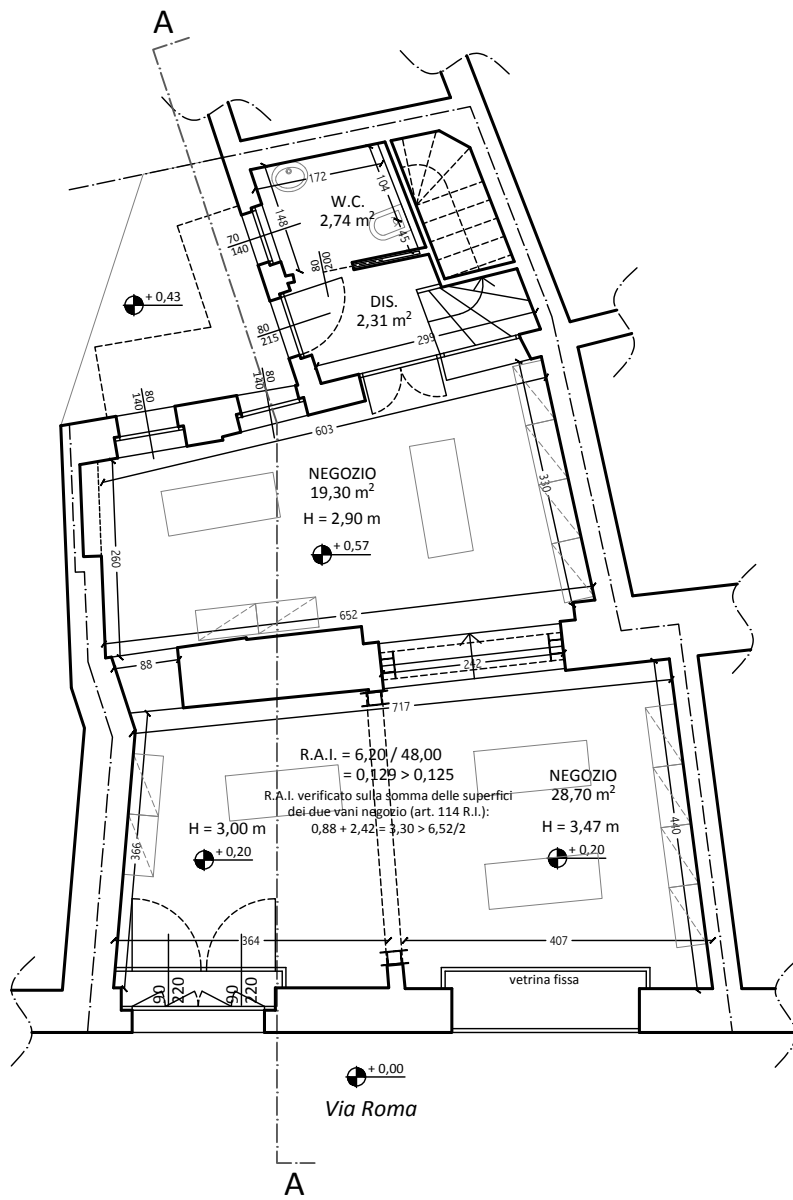 A
172
104
W.C.
2,74 m²
148
45
70
140
80
200
+ 0,43
DIS.
2,31 m²
80
215
299
80
140
80
140
603
NEGOZIO
19,30 m²
330
H = 2,90 m
+ 0,57
260
652
88
242
717
R.A.I. = 6,20 / 48,00
= 0,129 > 0,125
NEGOZIO
28,70 m²
R.A.I. verificato sulla somma delle superfici
dei due vani negozio (art. 114 R.I.):
0,88 + 2,42 = 3,30 > 6,52/2
H = 3,00 m
H = 3,47 m
440
366
+ 0,20
+ 0,20
364
407
vetrina fissa
90
220
90
220
+ 0,00
Via Roma
A